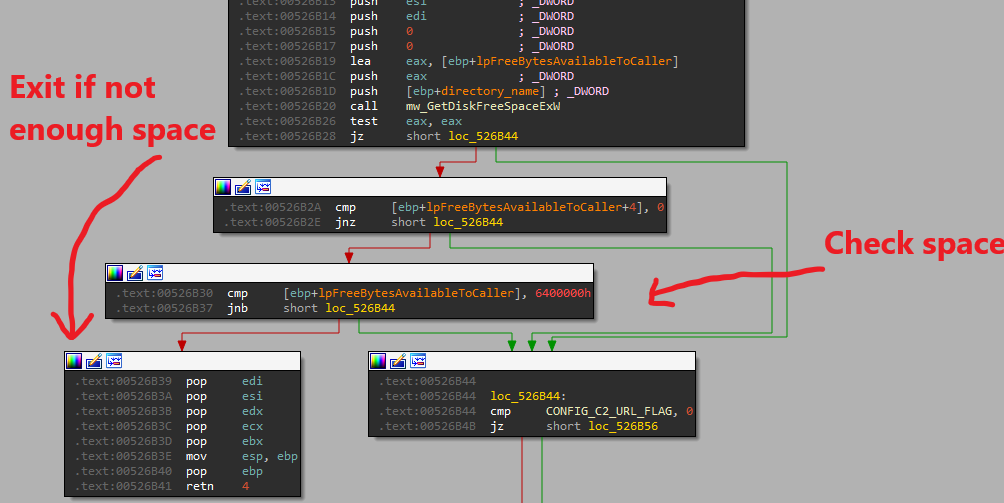 .text:00526B13 push esi ; _DWORD
.text:00526B14 push edi ; _DWORD
.text:00526B15 push 0 ; _DWORD
.text:00526B17 push 0 ; _DWORD
.text:00526B19 lea eax, [ebp+lpFreeBytesAvailableToCaller]
.text:00526B1C push eax ; _DWORD
.text:00526B1D push [ebp+directory_name] ; _DWORD
.text:00526B20 call mw_GetDiskFreeSpaceExW
.text:00526B26 test eax, eax
.text:00526B28 jz short loc_526B44
Exit if not
enough space
.text:00526B2A cmp [ebp+lpFreeBytesAvailableToCaller+4], 0
.text:00526B2E jnz short loc_526B44
Check space
.text:00526B30 cmp [ebp+lpFreeBytesAvailableToCaller], 6400000h
.text:00526B37 jnb short loc_526B44
.text:00526B39 pop edi
.text:00526B3A pop esi
.text:00526B3B pop edx
.text:00526B3C pop ecx
.text:00526B3D pop ebx
.text:00526B3E mov esp, ebp
.text:00526B40 pop ebp
.text:00526B41 retn 4
.text:00526B44
.text:00526B44 loc_526B44:
.text:00526B44 cmp CONFIG_C2_URL_FLAG, 0
.text:00526B4B jz short loc_526B56